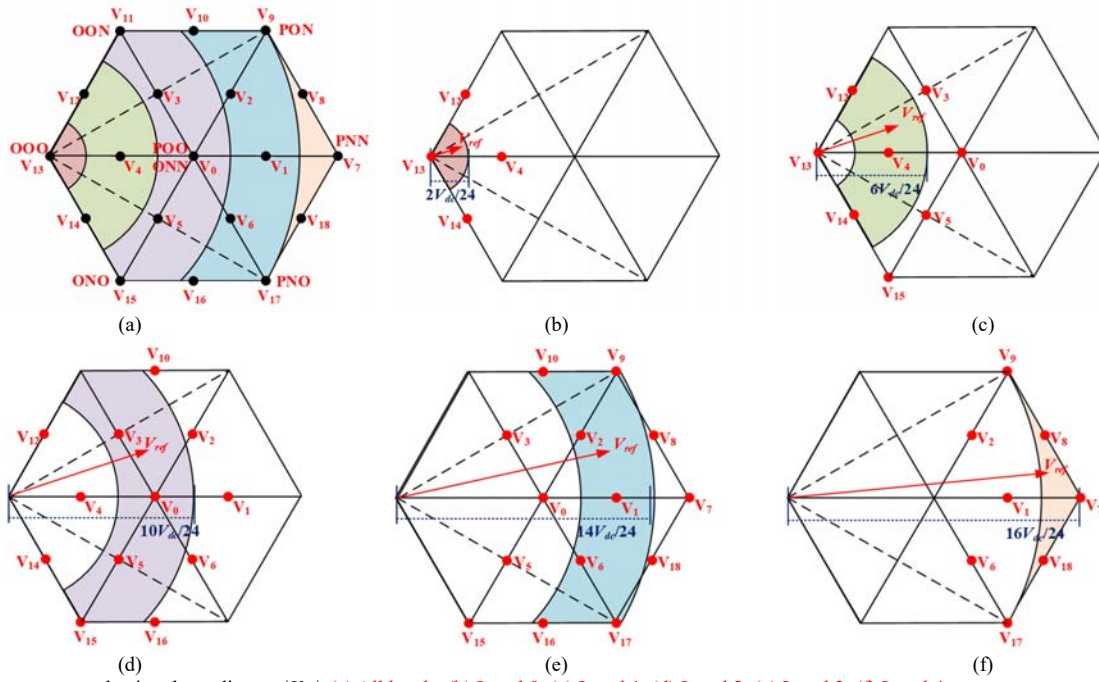 V11 V10 V9
OON PON
V12 V3 V2 V8
OOO POO PNN
V13 V4 ONN V0 V1 V7
V14 V5 V6 V18
ONO PNO
V15 V16 V17
(a)
V12
Vref
V13 V4
2Vdc/24
V14
(b)
V12 V3
Vref
V13 V4 V0
6Vdc/24
V14 V5
V15
(c)
V10
V12 V3 V2
Vref
V4 V0 V1
10Vdc/24
V14 V5 V6
V15 V16
(d)
V10 V9
V3 V2 V8
Vref
V0 V1 V7
14Vdc/24
V5 V6 V18
V15 V16 V17
(e)
V9
V2 V8
Vref
V1 V7
16Vdc/24
V6 V18
V17
(f)